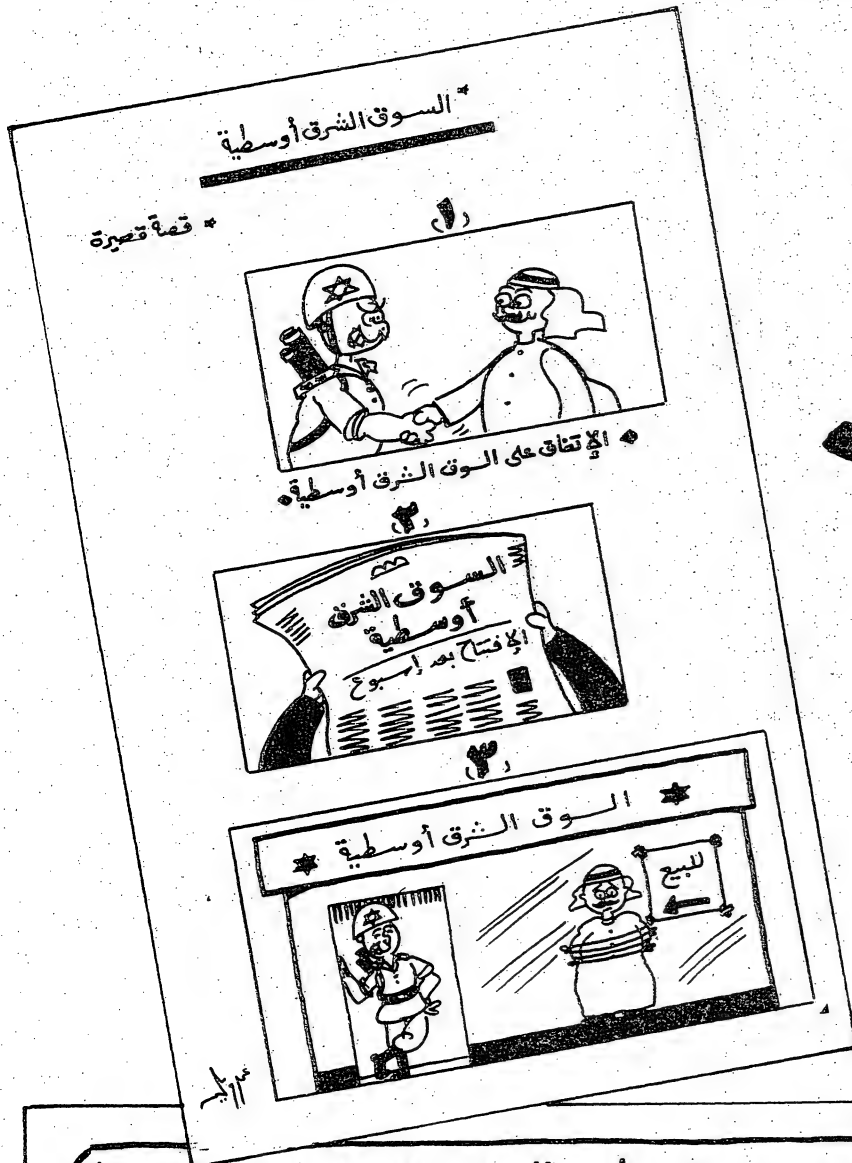 * السوق الشرق أوسطية
* قصة قصيرة
(١)
الإتفاق على السوق الشرق أوسطية
(٢)
السوق الشرق
أوسطية
الإفتتاح بعد إسبوع
(٣)
السوق الشرق أوسطية
للبيع